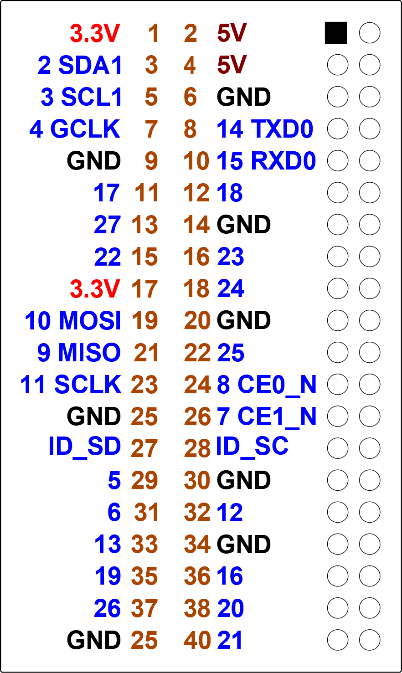 3.3V 1 2 5V
2 SDA1 3 4 5V
3 SCL1 5 6 GND
4 GCLK 7 8 14 TXD0
GND 9 10 15 RXD0
17 11 12 18
27 13 14 GND
22 15 16 23
3.3V 17 18 24
10 MOSI 19 20 GND
9 MISO 21 22 25
11 SCLK 23 24 8 CE0_N
GND 25 26 7 CE1_N
ID_SD 27 28 ID_SC
5 29 30 GND
6 31 32 12
13 33 34 GND
19 35 36 16
26 37 38 20
GND 25 40 21